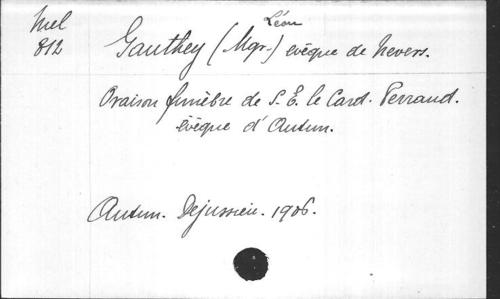 Mel
812
Léon
Gauthey (Mgr.) évêque de Nevers.
Oraison funèbre de S. E. le Card. Perraud.
évêque d'Autun.
Autun. Dejussieu. 1906.